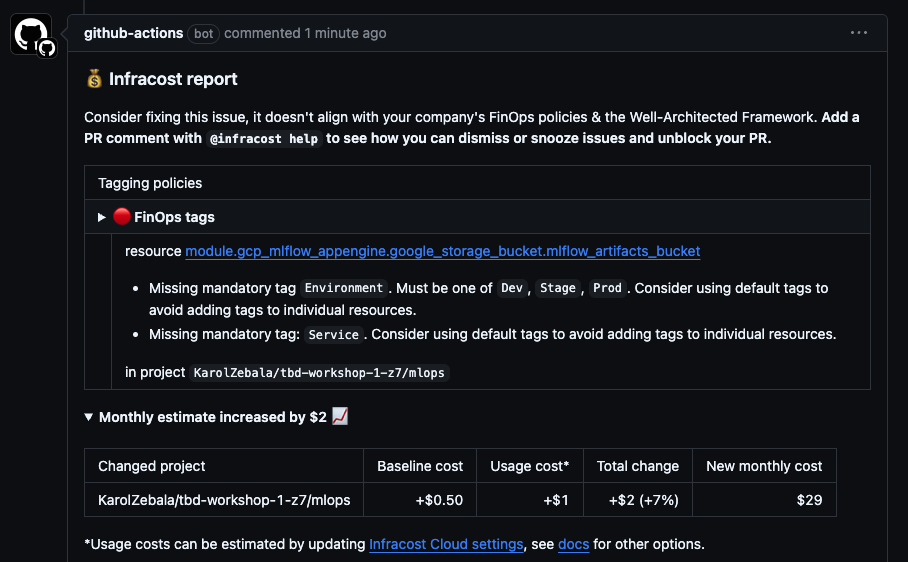 github-actions bot commented 1 minute ago
Infracost report
Consider fixing this issue, it doesn't align with your company's FinOps policies & the Well-Architected Framework. Add a
PR comment with @infracost help to see how you can dismiss or snooze issues and unblock your PR.
Tagging policies
FinOps tags
resource module.gcp_mlflow_appengine.google_storage_bucket.mlflow_artifacts_bucket
• Missing mandatory tag Environment. Must be one of Dev, Stage, Prod. Consider using default tags to
avoid adding tags to individual resources.
• Missing mandatory tag: Service. Consider using default tags to avoid adding tags to individual resources.
in project KarolZebala/tbd-workshop-1-z7/mlops
Monthly estimate increased by $2
Changed project Baseline cost Usage cost* Total change New monthly cost
KarolZebala/tbd-workshop-1-z7/mlops +$0.50 +$1 +$2 (+7%) $29
*Usage costs can be estimated by updating Infracost Cloud settings, see docs for other options.